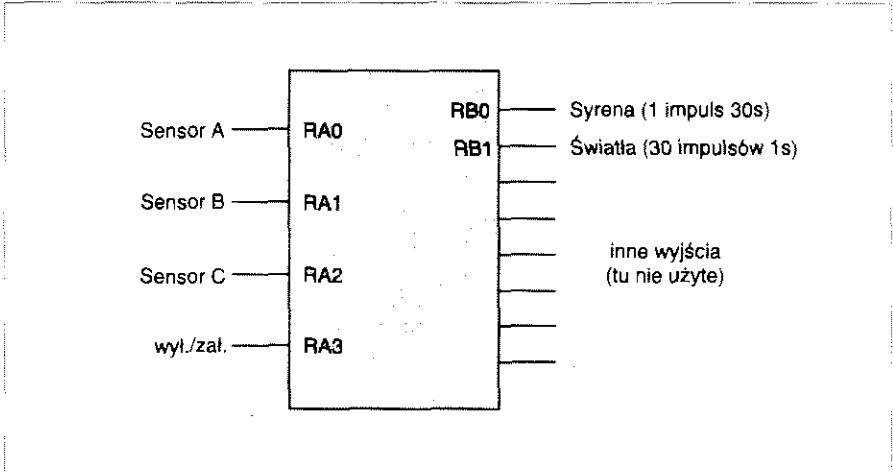 Sensor A
RA0
Sensor B
RA1
Sensor C
RA2
wył./zał.
RA3
RB0
Syrena (1 impuls 30s)
RB1
Światła (30 impulsów 1s)
inne wyjścia
(tu nie użyte)